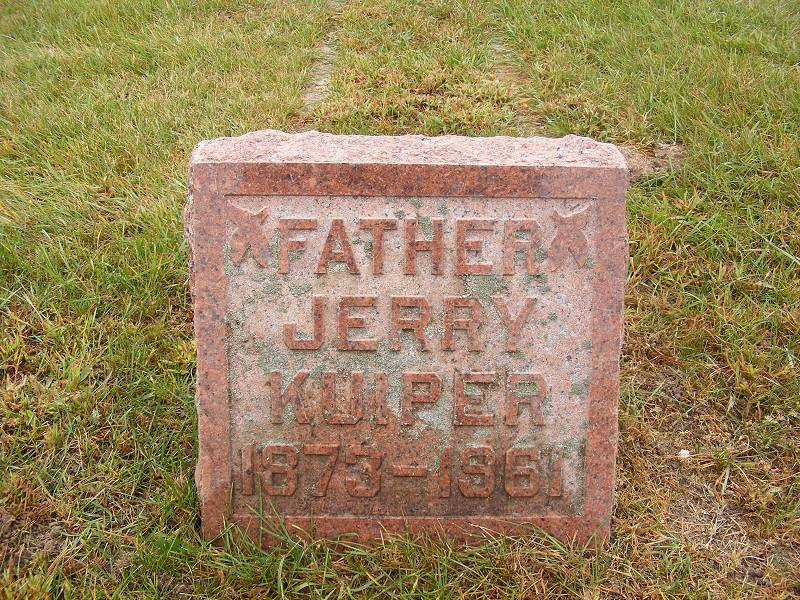 FATHER
JERRY
KUIPER
1873-1961